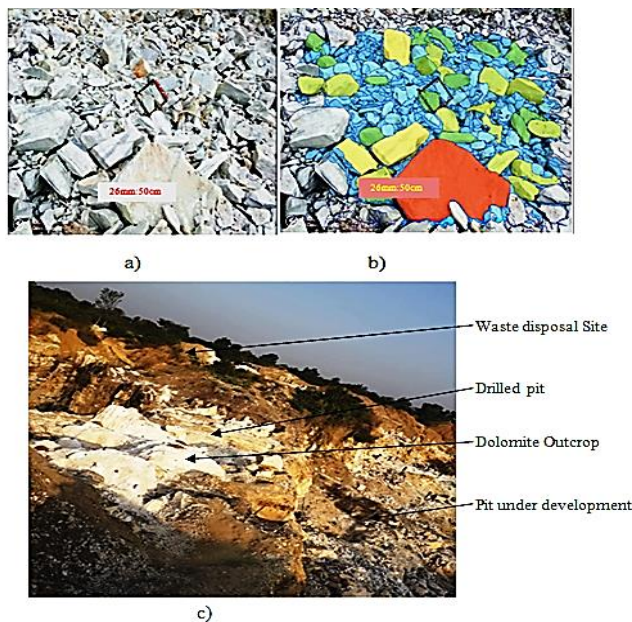 26mm:50cm
26mm:50cm
a)
b)
Waste disposal Site
Drilled pit
Dolomite Outcrop
Pit under development
c)